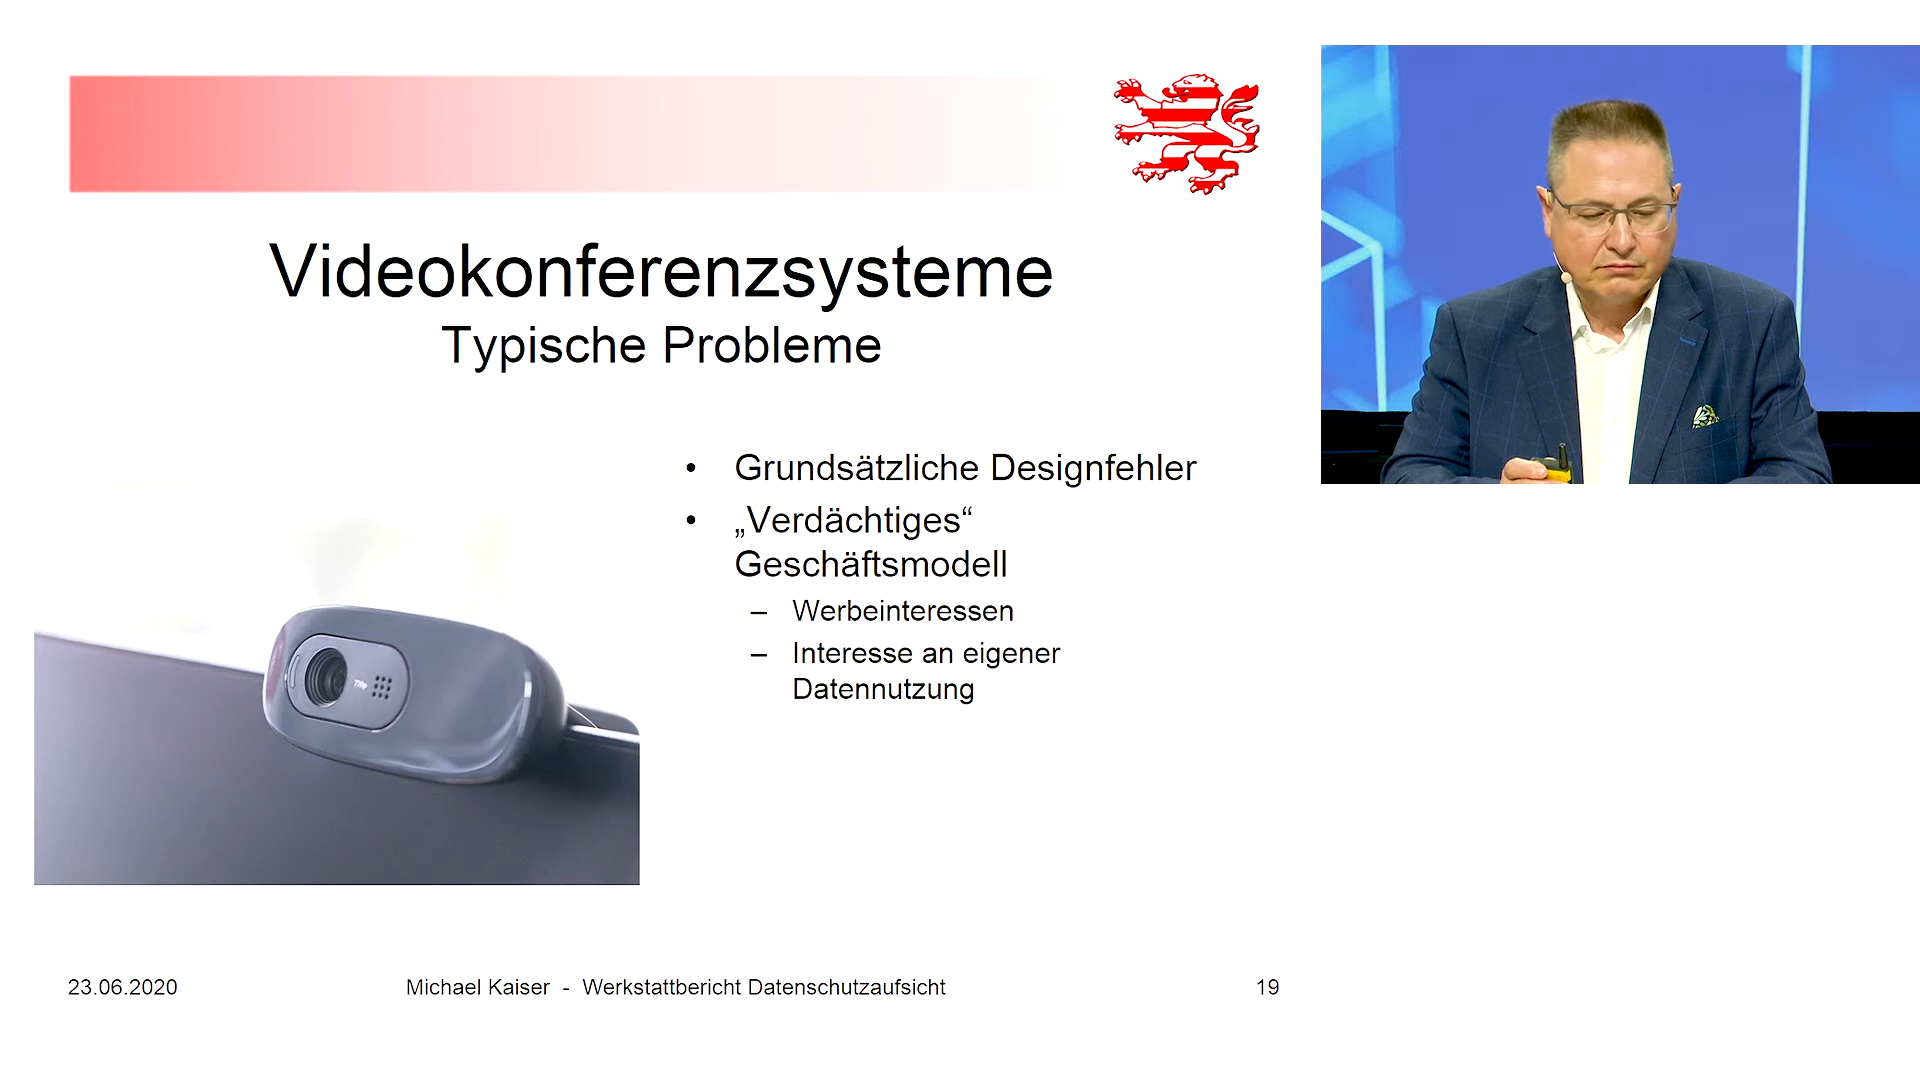 Videokonferenzsysteme
Typische Probleme
• Grundsätzliche Designfehler
• „Verdächtiges“
Geschäftsmodell
– Werbeinteressen
– Interesse an eigener
Datennutzung
720p
23.06.2020
Michael Kaiser - Werkstattbericht Datenschutzaufsicht
19